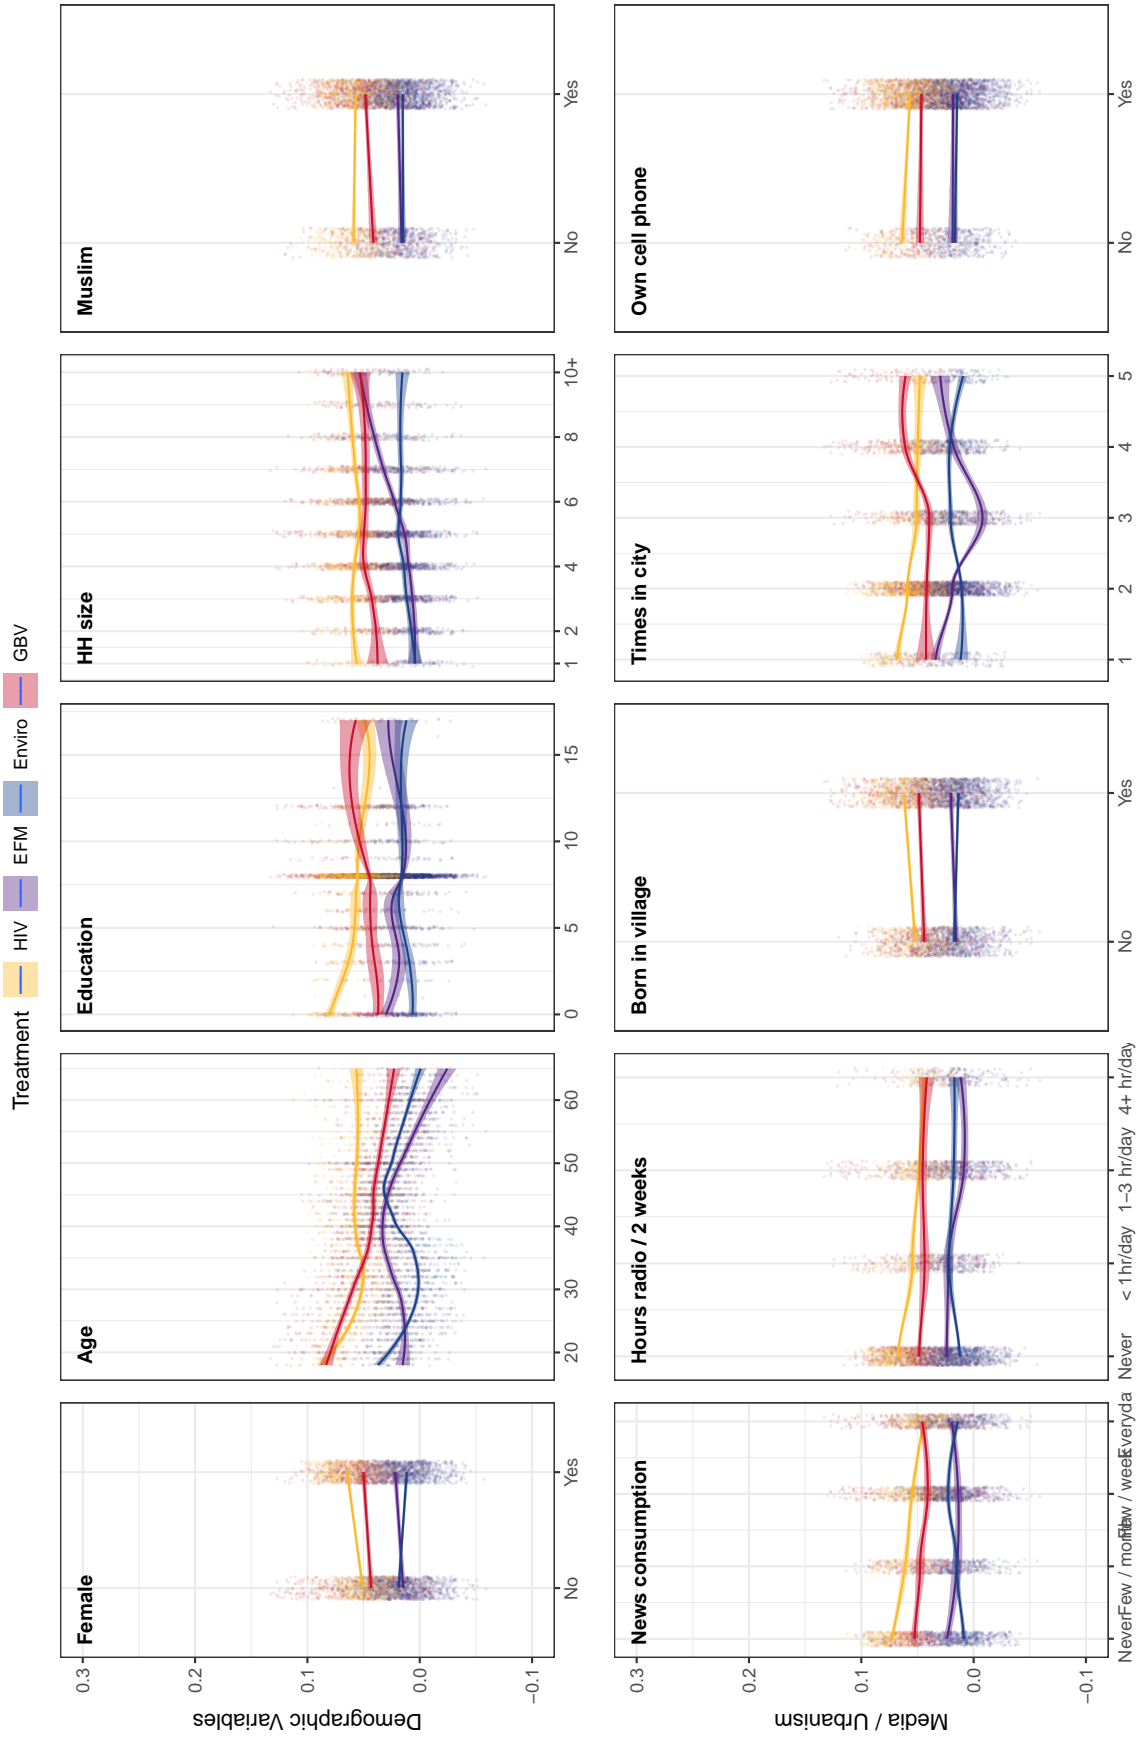 Treatment HIV EFM Enviro GBV
Demographic Variables
0.3
0.2
0.1
0.0
−0.1
Female
No Yes
Age
20 30 40 50 60
Education
0 5 10 15
HH size
1 2 4 6 8 10+
Muslim
No Yes
Media / Urbanism
0.3
0.2
0.1
0.0
−0.1
News consumption
Never Few / month Few / week Everyday
Hours radio / 2 weeks
Never < 1hr/day 1−3 hr/day 4+ hr/day
Born in village
No Yes
Times in city
1 2 3 4 5
Own cell phone
No Yes